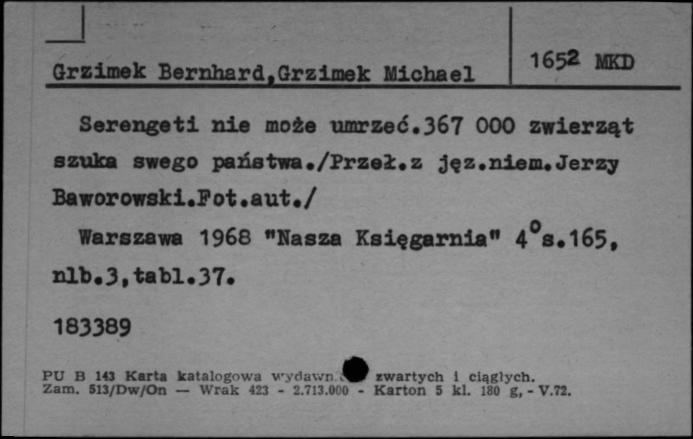 Grzimek Bernhard,Grzimek Michael
1652 MKD
Serengeti nie może umrzeć.367 000 zwierząt
szuka swego państwa./Przeł.z jęz.niem.Jerzy
Baworowski.Fot.aut./
Warszawa 1968 "Nasza Księgarnia" 4°s.165,
nlb.3,tabl.37.
183389
PU B 143 Karta katalogowa zwartych i ciągłych.
Zam. 513/Dw/On — Wrak 423 - 2.713.000 - Karton 5 kl. 180 g, - V.72.